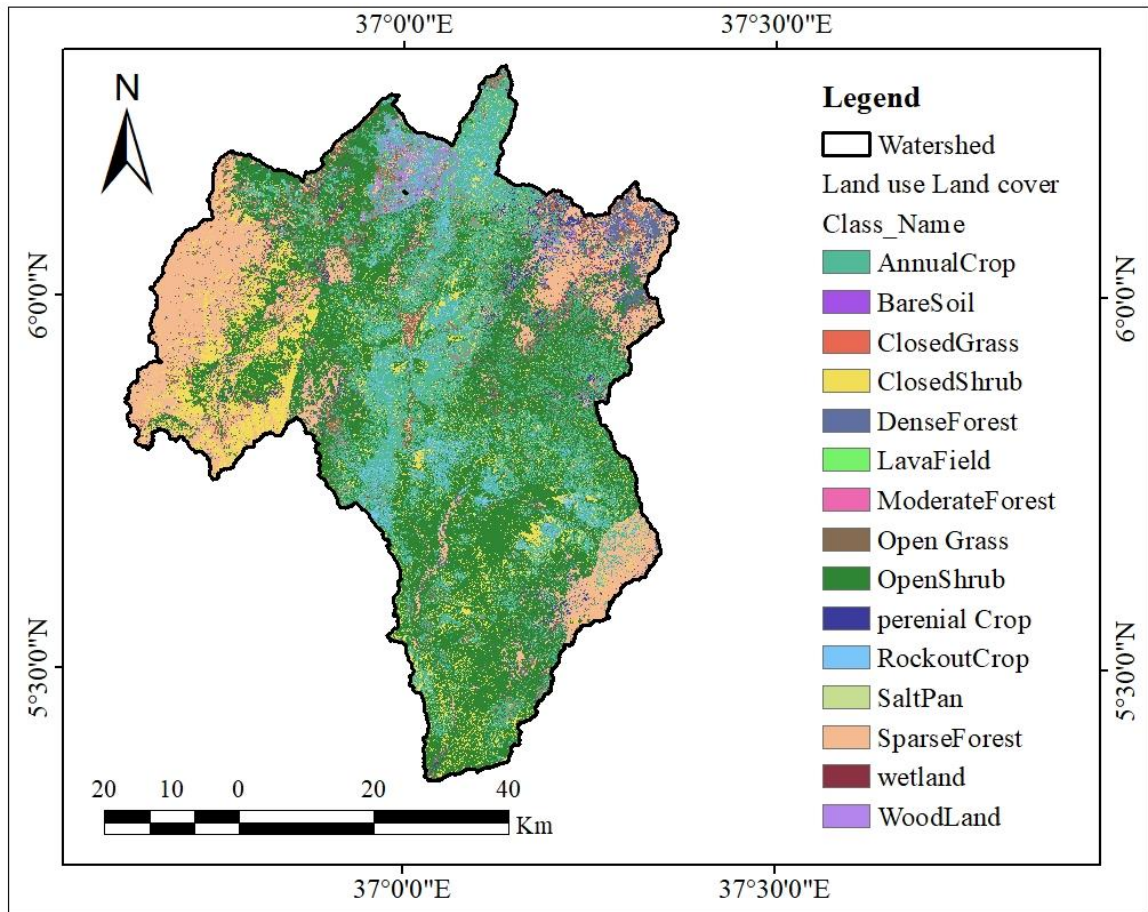 37°0'0"E 37°30'0"E
N
6°0'0"N
6°0'0"N
5°30'0"N
5°30'0"N
Legend
Watershed
Land use Land cover
Class_Name
AnnualCrop
BareSoil
ClosedGrass
ClosedShrub
DenseForest
LavaField
ModerateForest
Open Grass
OpenShrub
perenial Crop
RockoutCrop
SaltPan
SparseForest
wetland
WoodLand
20 10 0 20 40
Km
37°0'0"E 37°30'0"E